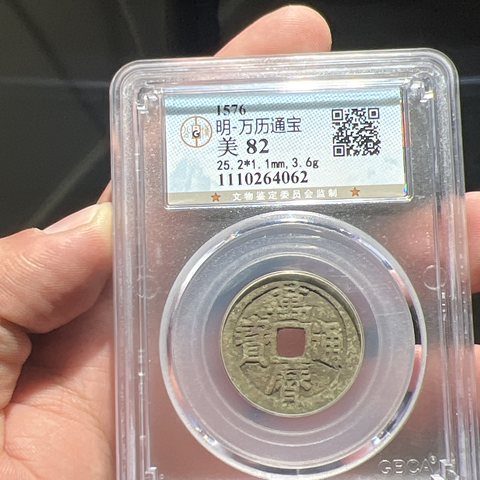 1576
明-万历通宝
美 82
25.2*1.1mm,3.6g
1110264062
文物鉴定委员会监制
萬曆通寶
GBCA